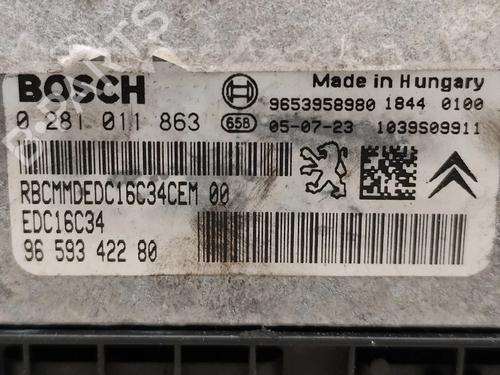 B-PARTS
BOSCH
Made in Hungary
9653958980 1844 0100
0 281 011 863 658 05-07-23 1039S09911
RBCMMDEDC16C34CEM 00
EDC16C34
96 593 422 80